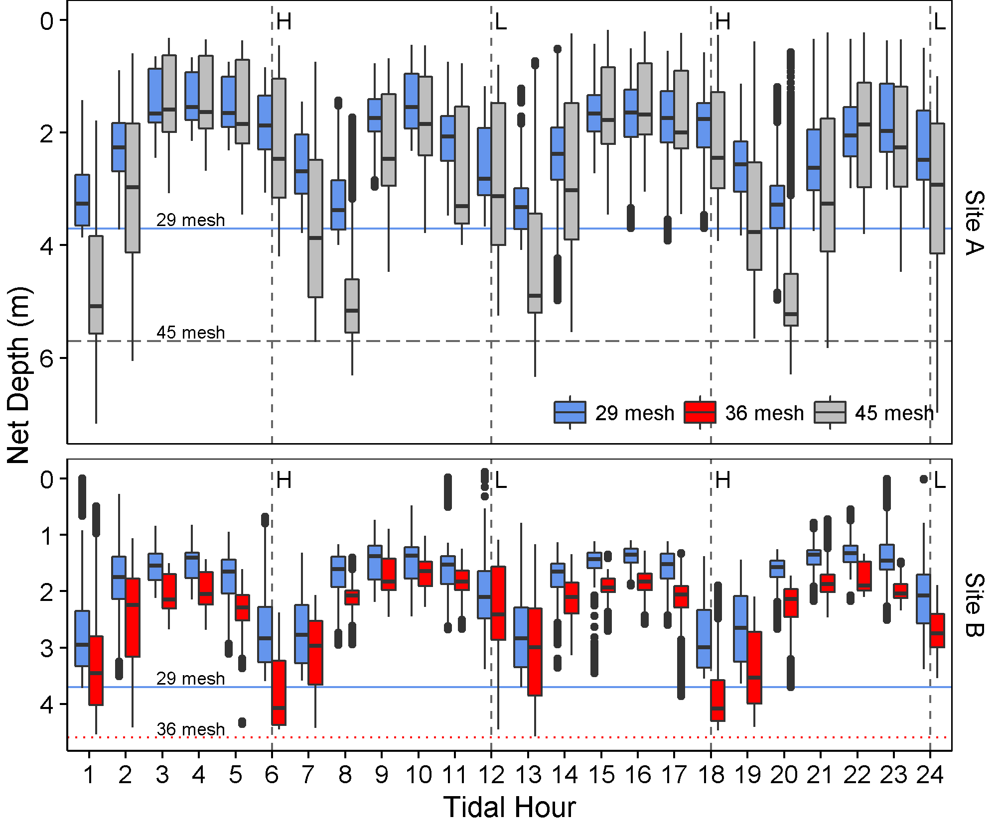 0
2
4
6
H
L
H
L
29 mesh
45 mesh
29 mesh 36 mesh 45 mesh
Site A
Net Depth (m)
0
1
2
3
4
H
L
H
L
29 mesh
36 mesh
Site B
1 2 3 4 5 6 7 8 9 10 11 12 13 14 15 16 17 18 19 20 21 22 23 24
Tidal Hour